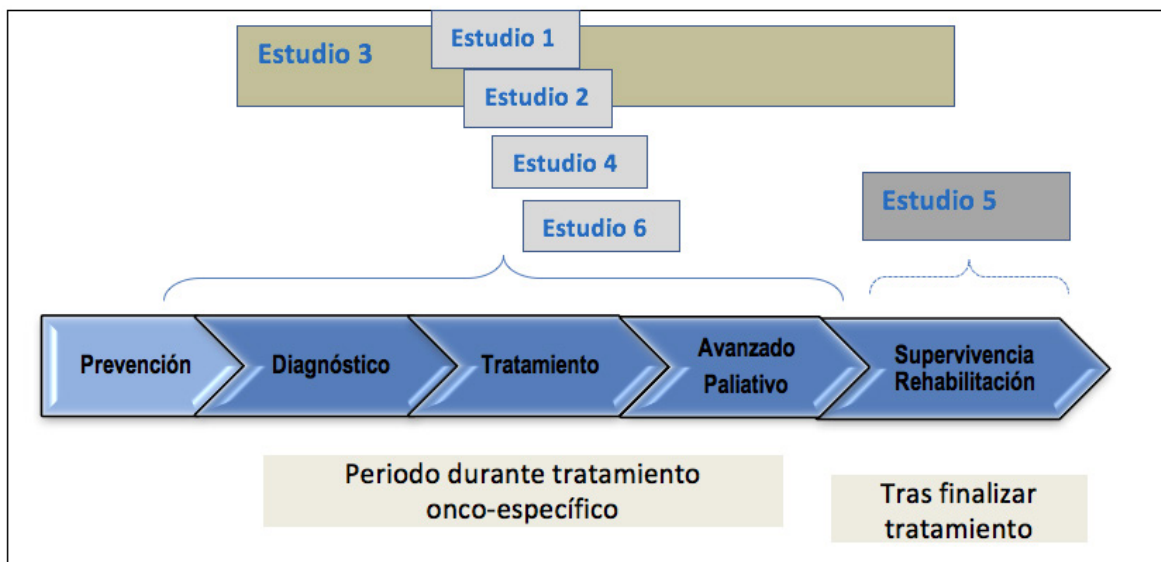 Estudio 1
Estudio 3
Estudio 2
Estudio 4
Estudio 5
Estudio 6
Prevención
Diagnóstico
Tratamiento
Avanzado
Paliativo
Supervivencia
Rehabilitación
Periodo durante tratamiento
onco-específico
Tras finalizar
tratamiento